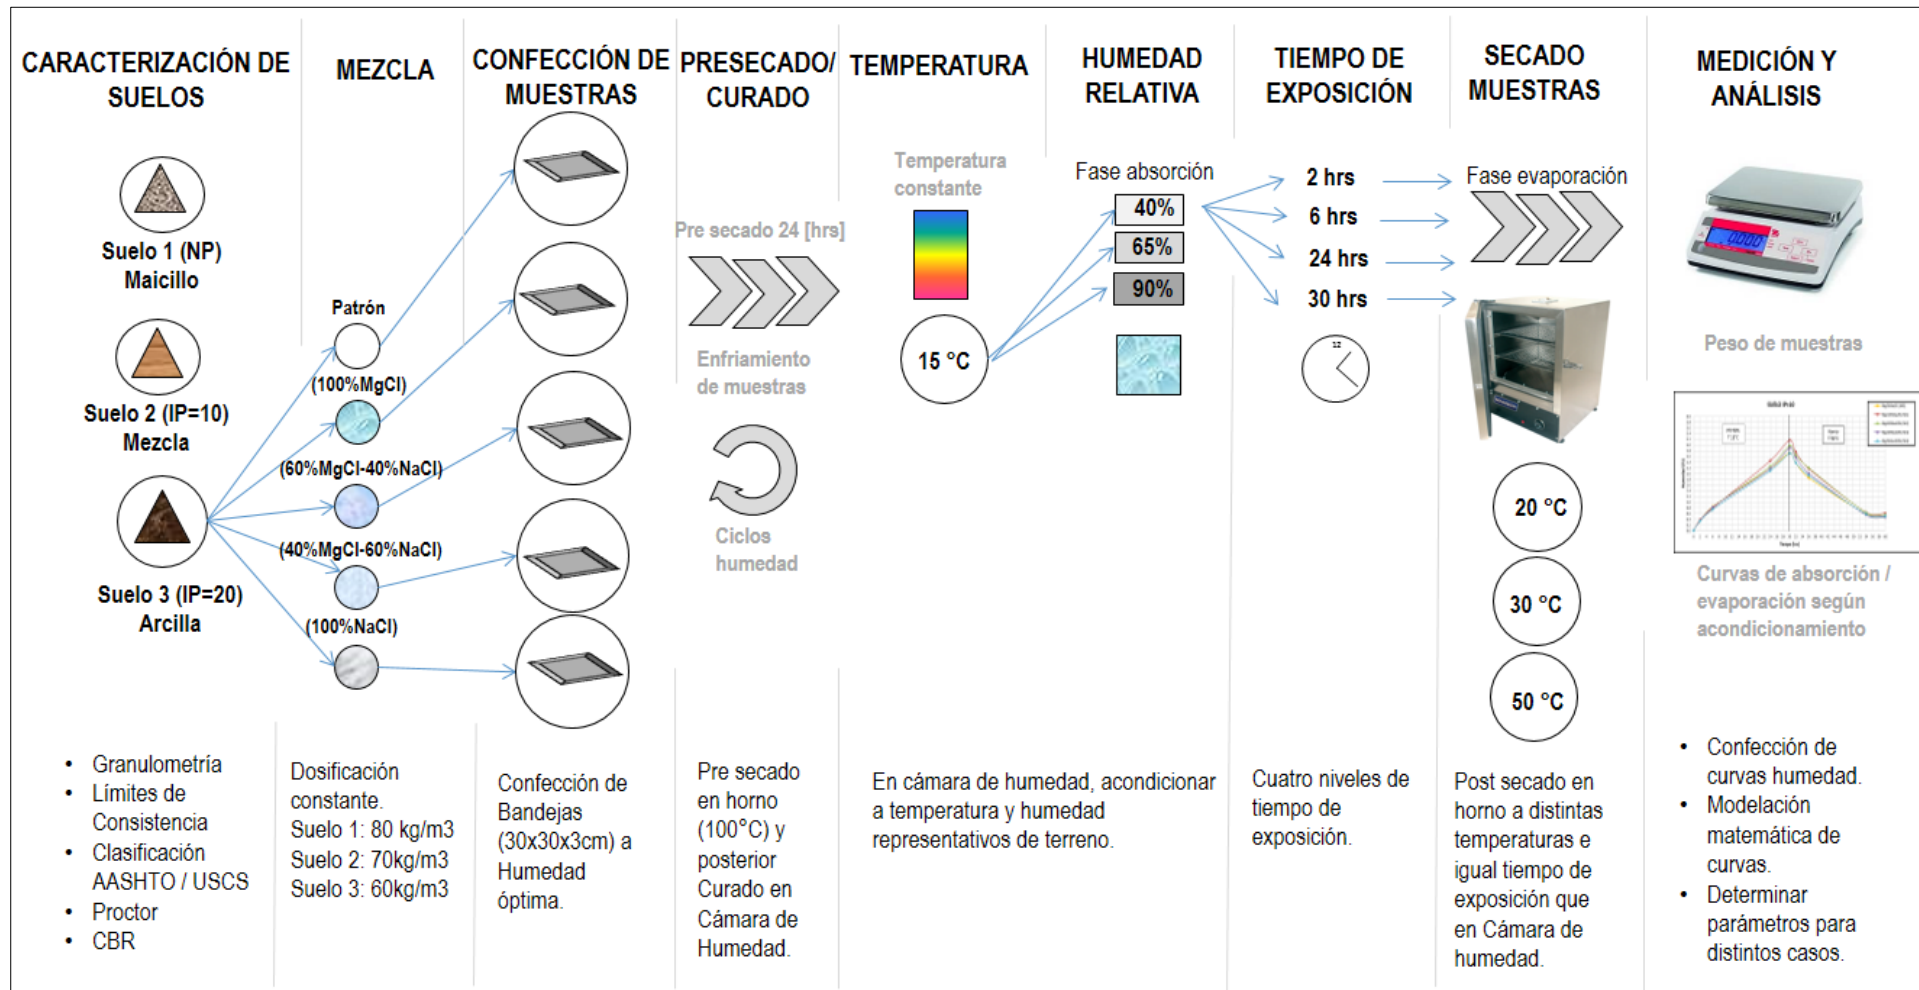 CARACTERIZACIÓN DE
SUELOS
MEZCLA
CONFECCIÓN DE
MUESTRAS
PRESECADO/
CURADO
TEMPERATURA
HUMEDAD
RELATIVA
TIEMPO DE
EXPOSICIÓN
SECADO
MUESTRAS
MEDICIÓN Y
ANÁLISIS
Suelo 1 (NP)
Maicillo
Suelo 2 (IP=10)
Mezcla
Suelo 3 (IP=20)
Arcilla
Patrón
(100%MgCl)
(60%MgCl-40%NaCl)
(40%MgCl-60%NaCl)
(100%NaCl)
Pre secado 24 [hrs]
Enfriamiento
de muestras
Ciclos
humedad
Temperatura
constante
15 °C
Fase absorción
40%
65%
90%
2 hrs
6 hrs
24 hrs
30 hrs
12
Fase evaporación
20 °C
30 °C
50 °C
0.000
Peso de muestras
Curvas de absorción /
evaporación según
acondicionamiento
• Granulometría
• Límites de
Consistencia
• Clasificación
AASHTO / USCS
• Proctor
• CBR
Dosificación
constante.
Suelo 1: 80 kg/m3
Suelo 2: 70kg/m3
Suelo 3: 60kg/m3
Confección de
Bandejas
(30x30x3cm) a
Humedad
óptima.
Pre secado
en horno
(100°C) y
posterior
Curado en
Cámara de
Humedad.
En cámara de humedad, acondicionar
a temperatura y humedad
representativos de terreno.
Cuatro niveles de
tiempo de
exposición.
Post secado en
horno a distintas
temperaturas e
igual tiempo de
exposición que
en Cámara de
humedad.
• Confección de
curvas humedad.
• Modelación
matemática de
curvas.
• Determinar
parámetros para
distintos casos.